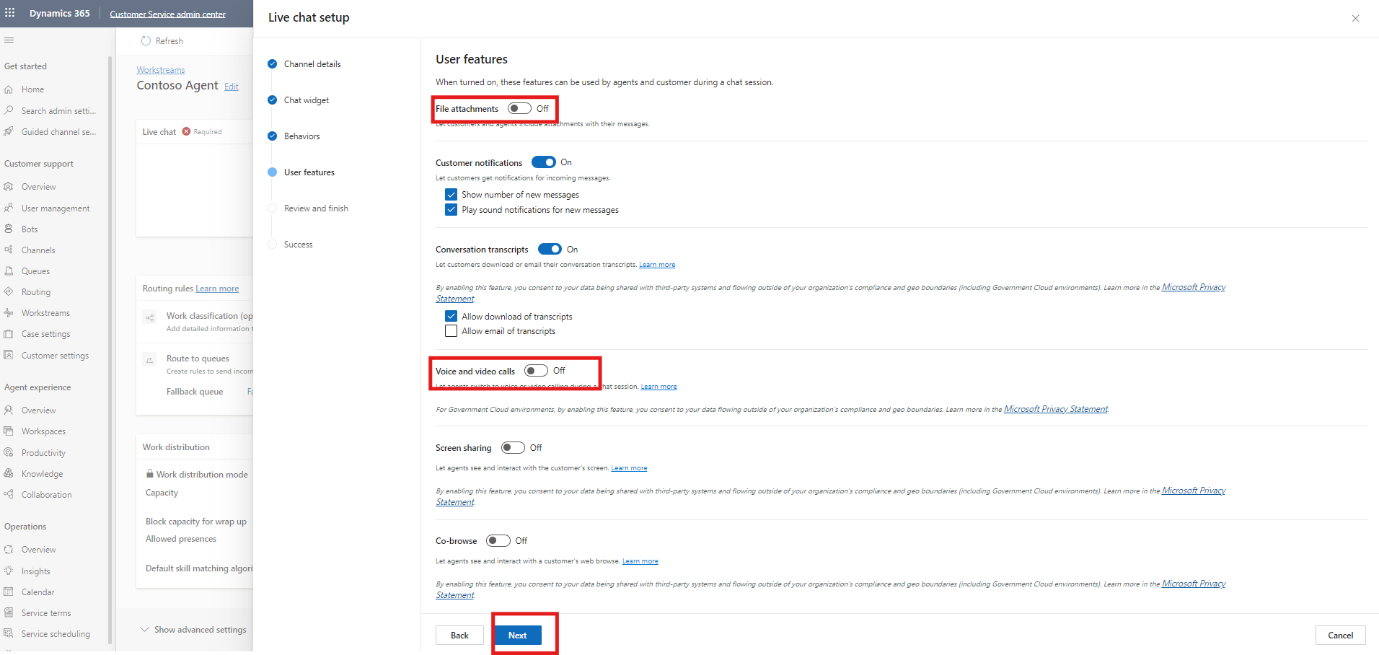 Dynamics 365
Customer Service admin center
Get started
Home
Search admin setti...
Guided channel se...
Customer support
Overview
User management
Bots
Channels
Queues
Routing
Workstreams
Case settings
Customer settings
Agent experience
Overview
Workspaces
Productivity
Knowledge
Collaboration
Operations
Overview
Insights
Calendar
Service terms
Service scheduling
Refresh
Workstreams
Contoso Agent Edit
Live chat Required
Routing rules Learn more
Work classification (op
Add detailed information t
Route to queues
Create rules to send incom
Fallback queue Fa
Work distribution
Work distribution mode
Capacity
Block capacity for wrap up
Allowed presences
Default skill matching algori
Show advanced settings
Live chat setup
Channel details
Chat widget
Behaviors
User features
Review and finish
Success
User features
When turned on, these features can be used by agents and customer during a chat session.
File attachments Off
Let customers and agents include attachments with their messages.
Customer notifications On
Let customers get notifications for incoming messages.
Show number of new messages
Play sound notifications for new messages
Conversation transcripts On
Let customers download or email their conversation transcripts. Learn more
By enabling this feature, you consent to your data being shared with third-party systems and flowing outside of your organization's compliance and geo boundaries (including Government Cloud environments). Learn more in the Microsoft Privacy
Statement.
Allow download of transcripts
Allow email of transcripts
Voice and video calls Off
Let agents switch to voice or video calling during a chat session. Learn more
For Government Cloud environments, by enabling this feature, you consent to your data flowing outside of your organization's compliance and geo boundaries. Learn more in the Microsoft Privacy Statement.
Screen sharing Off
Let agents see and interact with the customer's screen. Learn more
By enabling this feature, you consent to your data being shared with third-party systems and flowing outside of your organization's compliance and geo boundaries (including Government Cloud environments). Learn more in the Microsoft Privacy
Statement.
Co-browse Off
Let agents see and interact with a customer's web browse. Learn more
By enabling this feature, you consent to your data being shared with third-party systems and flowing outside of your organization's compliance and geo boundaries (including Government Cloud environments). Learn more in the Microsoft Privacy
Statement.
Back
Next
Cancel